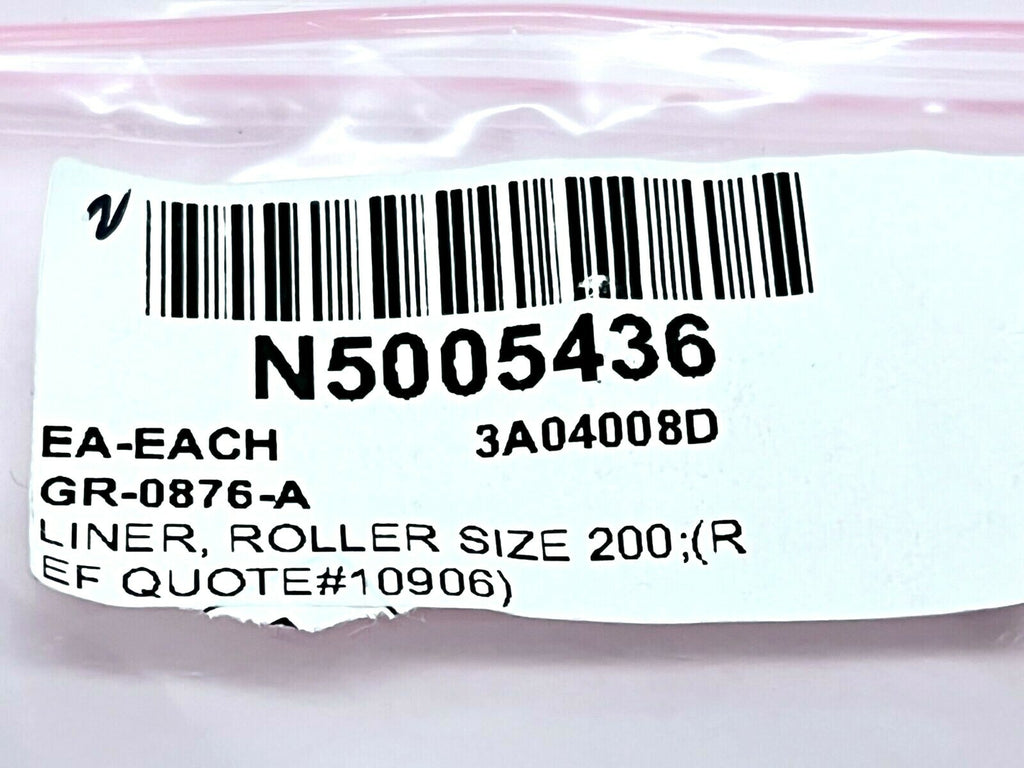 N5005436
EA-EACH 3A04008D
GR-0876-A
LINER, ROLLER SIZE 200;(R
EF QUOTE#10906)